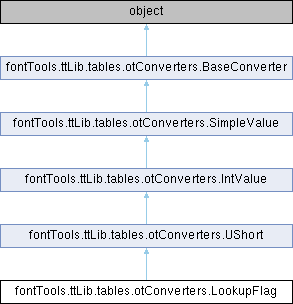 object
fontTools.ttLib.tables.otConverters.BaseConverter
fontTools.ttLib.tables.otConverters.SimpleValue
fontTools.ttLib.tables.otConverters.IntValue
fontTools.ttLib.tables.otConverters.UShort
fontTools.ttLib.tables.otConverters.LookupFlag